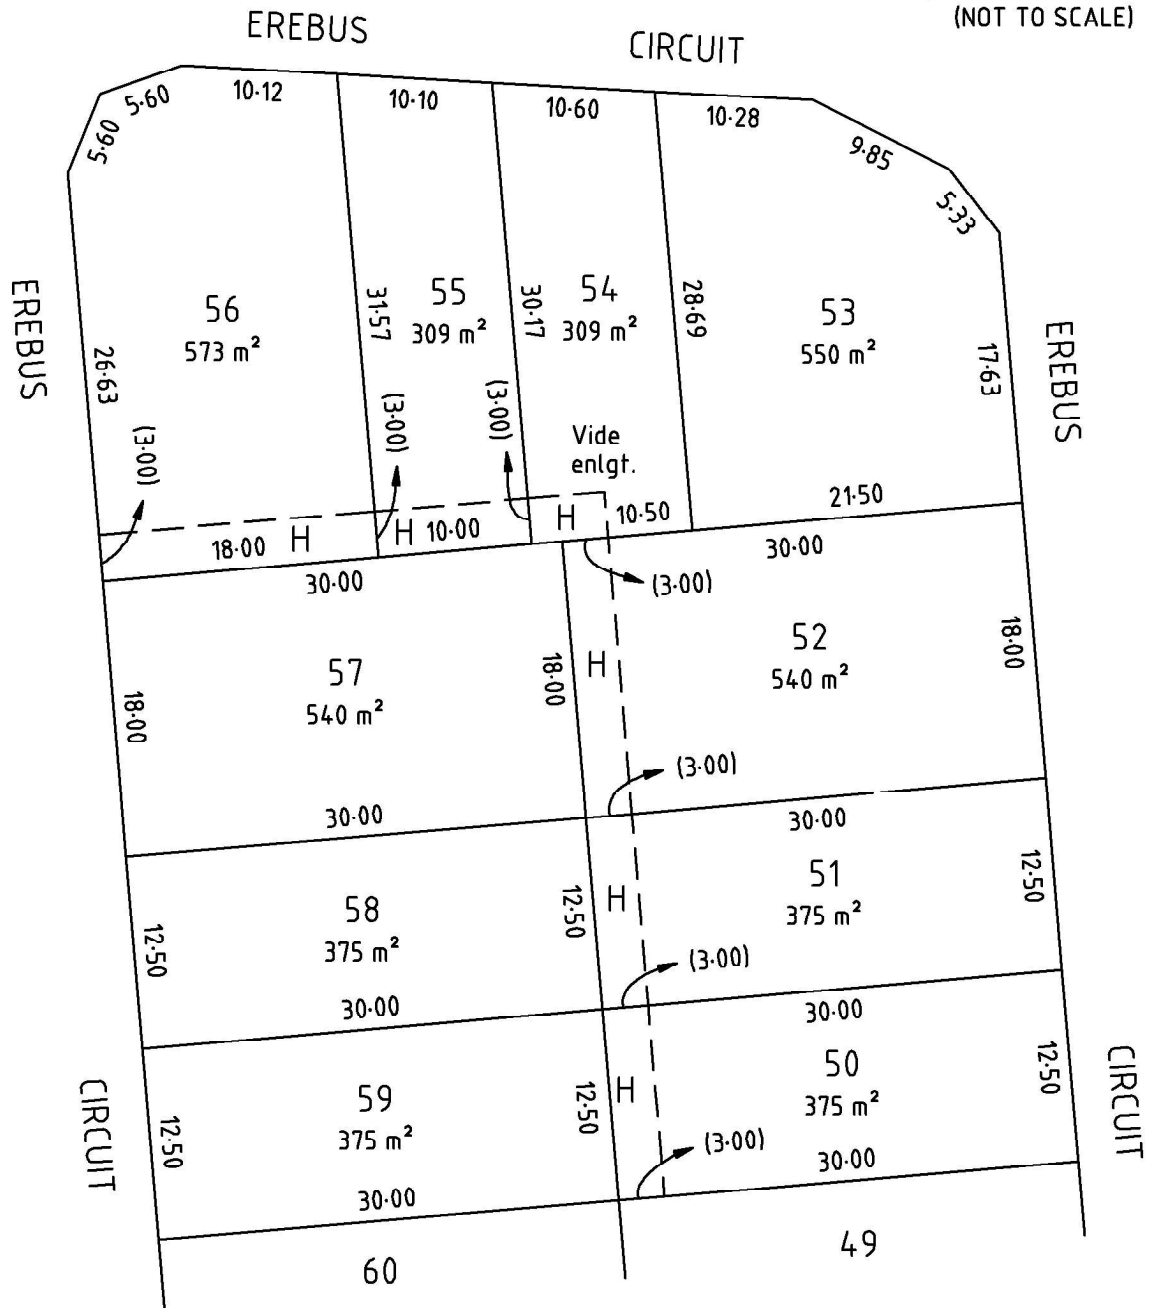 (NOT TO SCALE)
EREBUS
CIRCUIT
5·60
5·60
10·12
10·10
10·60
10·28
9·85
5·33
EREBUS
26·63
56
573 m²
31·57
55
309 m²
30·17
54
309 m²
28·69
53
550 m²
17·63
EREBUS
(3·00)
(3·00)
(3·00)
Vide
enlgt.
18·00
H
H
10·00
H
10·50
21·50
30·00
(3·00)
30·00
18·00
57
540 m²
18·00
H
52
540 m²
18·00
30·00
(3·00)
30·00
12·50
58
375 m²
12·50
H
51
375 m²
12·50
30·00
(3·00)
30·00
CIRCUIT
12·50
59
375 m²
12·50
H
50
375 m²
12·50
CIRCUIT
30·00
(3·00)
30·00
60
49